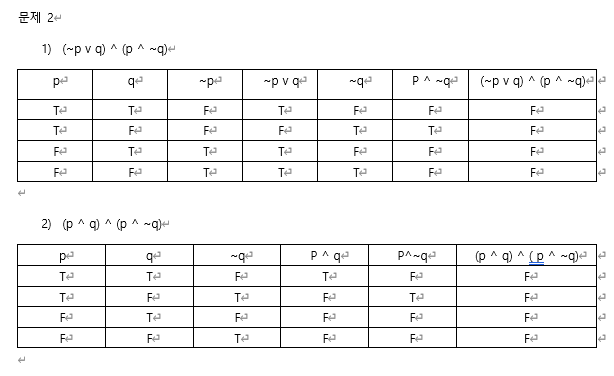 문제 2
1) (~p v q) ^ (p ^ ~q)
p q ~p ~p v q ~q P ^ ~q (~p v q) ^ (p ^ ~q)
T T F T F F F
T F F F T T F
F T T T F F F
F F T T T F F
2) (p ^ q) ^ (p ^ ~q)
p q ~q P ^ q P^~q (p ^ q) ^ ( p ^ ~q)
T T F T F F
T F T F T F
F T F F F F
F F T F F F